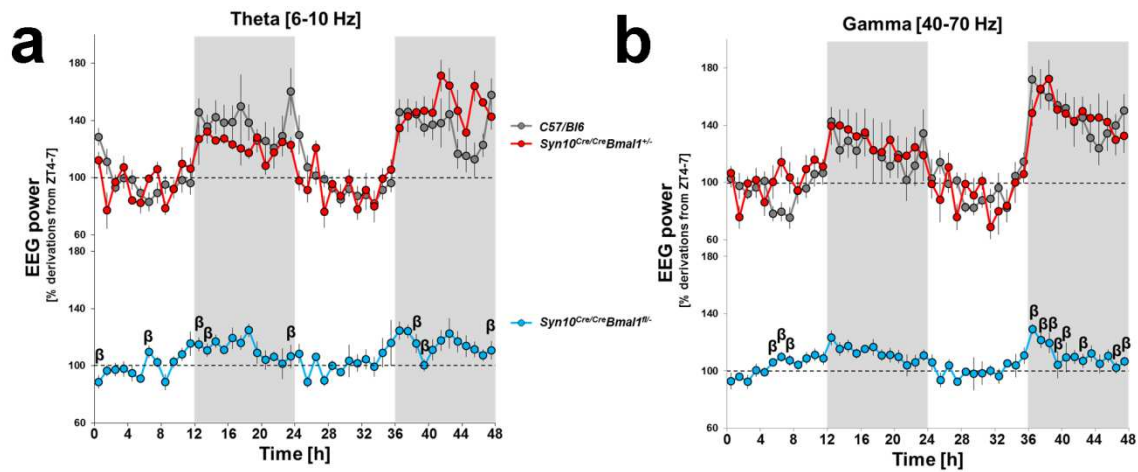 a
Theta [6-10 Hz]
180
140
100
60
180
140
100
60
EEG power
[% derivations from ZT4-7]
β
β
β
β
β
β
β
β
0 4 8 12 16 20 24 28 32 36 40 44 48
Time [h]
C57/Bl6
Syn10Cre/CreBmal1+/-
Syn10Cre/CreBmal1fl/-
b
Gamma [40-70 Hz]
180
140
100
60
180
140
100
60
EEG power
[% derivations from ZT4-7]
β
β
β
β
ββ
β
β
β
β
β
0 4 8 12 16 20 24 28 32 36 40 44 48
Time [h]